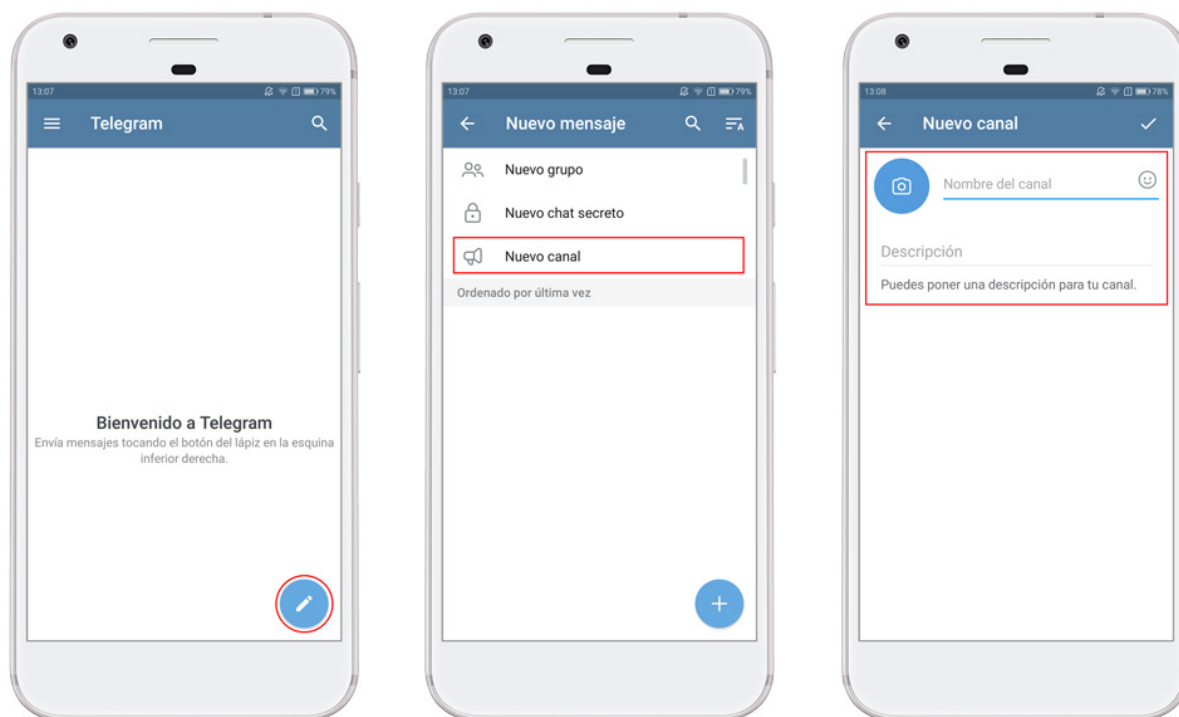 13:07
79%
Telegram
Bienvenido a Telegram
Envía mensajes tocando el botón del lápiz en la esquina
inferior derecha.
13:07
79%
Nuevo mensaje
A
Nuevo grupo
Nuevo chat secreto
Nuevo canal
Ordenado por última vez
13:08
78%
Nuevo canal
Nombre del canal
Descripción
Puedes poner una descripción para tu canal.